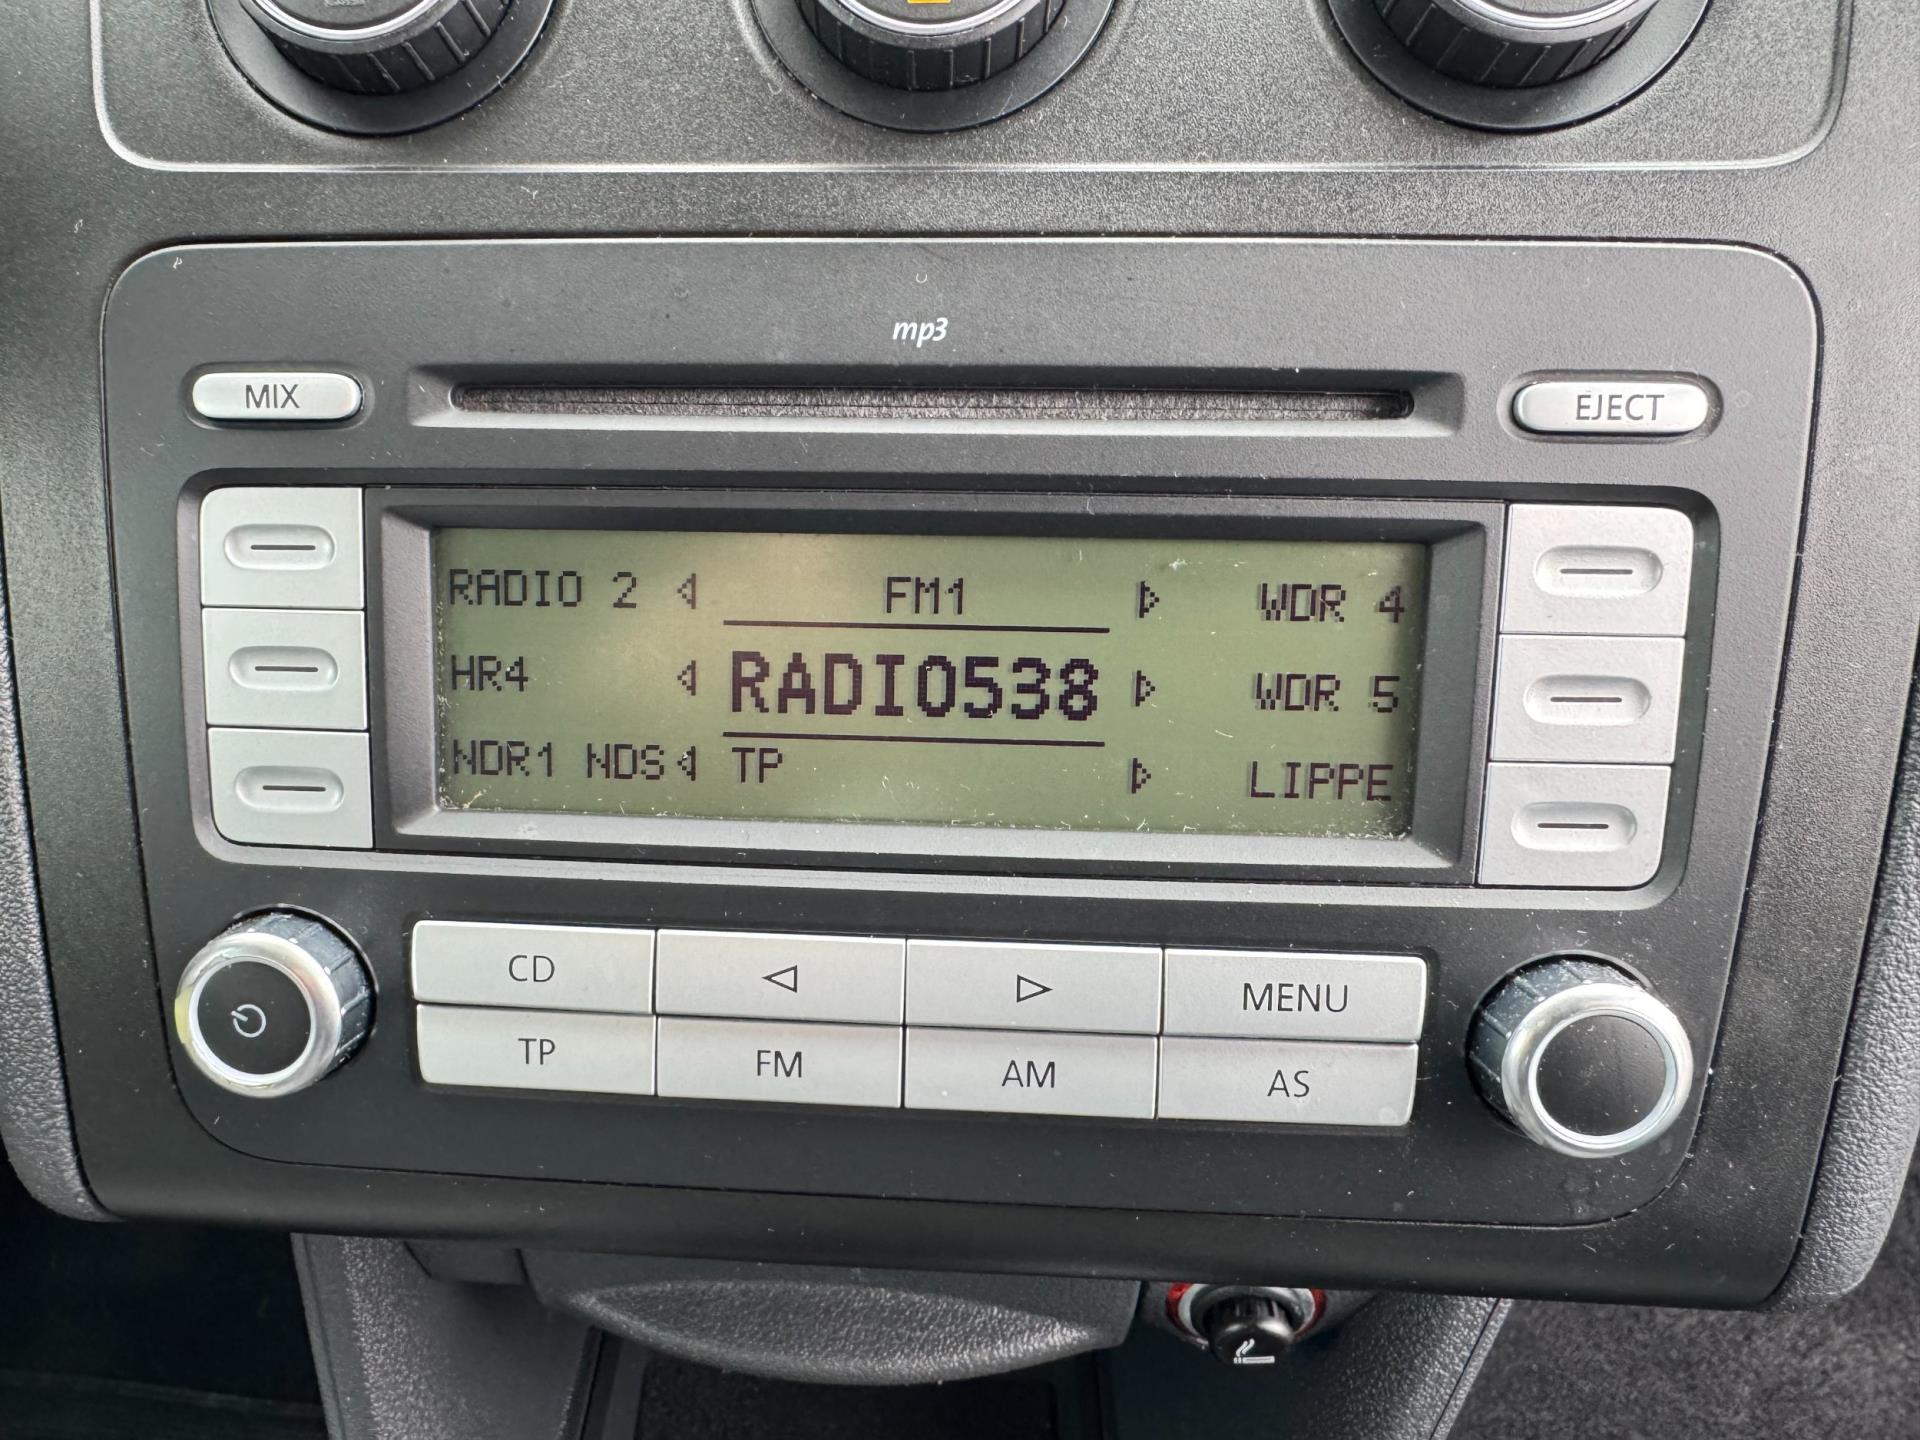 mp3
MIX
EJECT
RADIO 2 FM1 WDR 4
HR4 RADIO538 WDR 5
NDR1 NDS TP LIPPE
CD MENU
TP FM AM AS